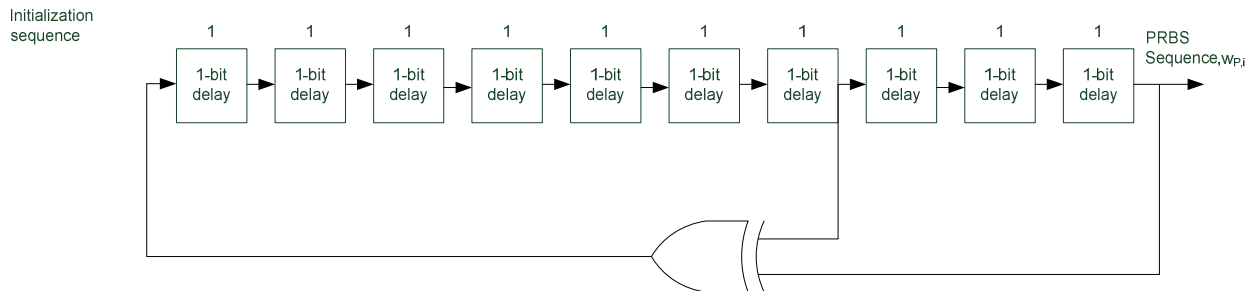 Initialization
sequence
1 1 1 1 1 1 1 1 1 1
PRBS
Sequence,wP,i
1-bit 1-bit 1-bit 1-bit 1-bit 1-bit 1-bit 1-bit 1-bit 1-bit
delay delay delay delay delay delay delay delay delay delay